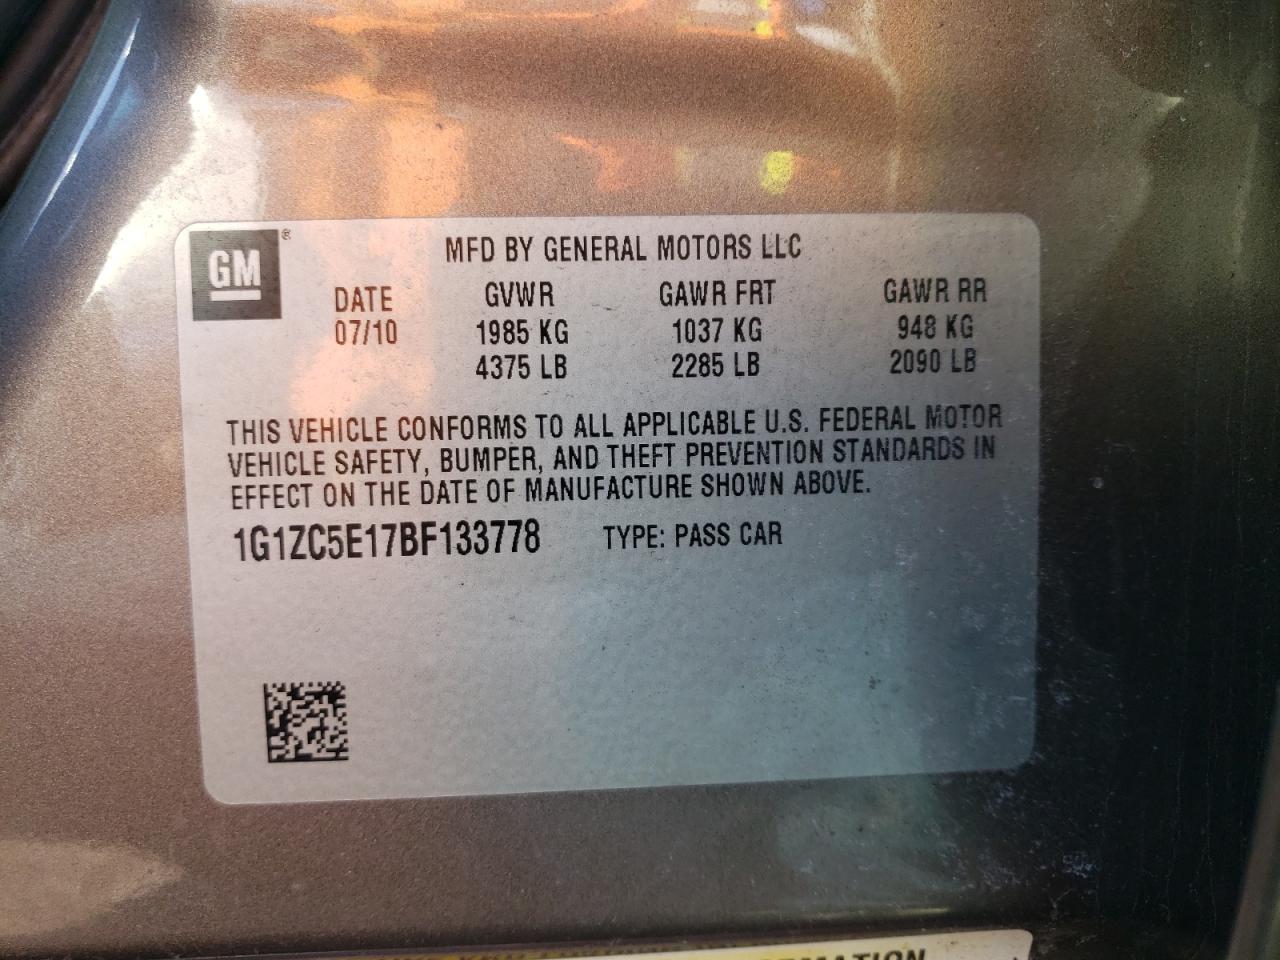 GM®
MFD BY GENERAL MOTORS LLC
DATE GVWR GAWR FRT GAWR RR
07/10 1985 KG 1037 KG 948 KG
4375 LB 2285 LB 2090 LB
THIS VEHICLE CONFORMS TO ALL APPLICABLE U.S. FEDERAL MOTOR
VEHICLE SAFETY, BUMPER, AND THEFT PREVENTION STANDARDS IN
EFFECT ON THE DATE OF MANUFACTURE SHOWN ABOVE.
1G1ZC5E17BF133778 TYPE: PASS CAR